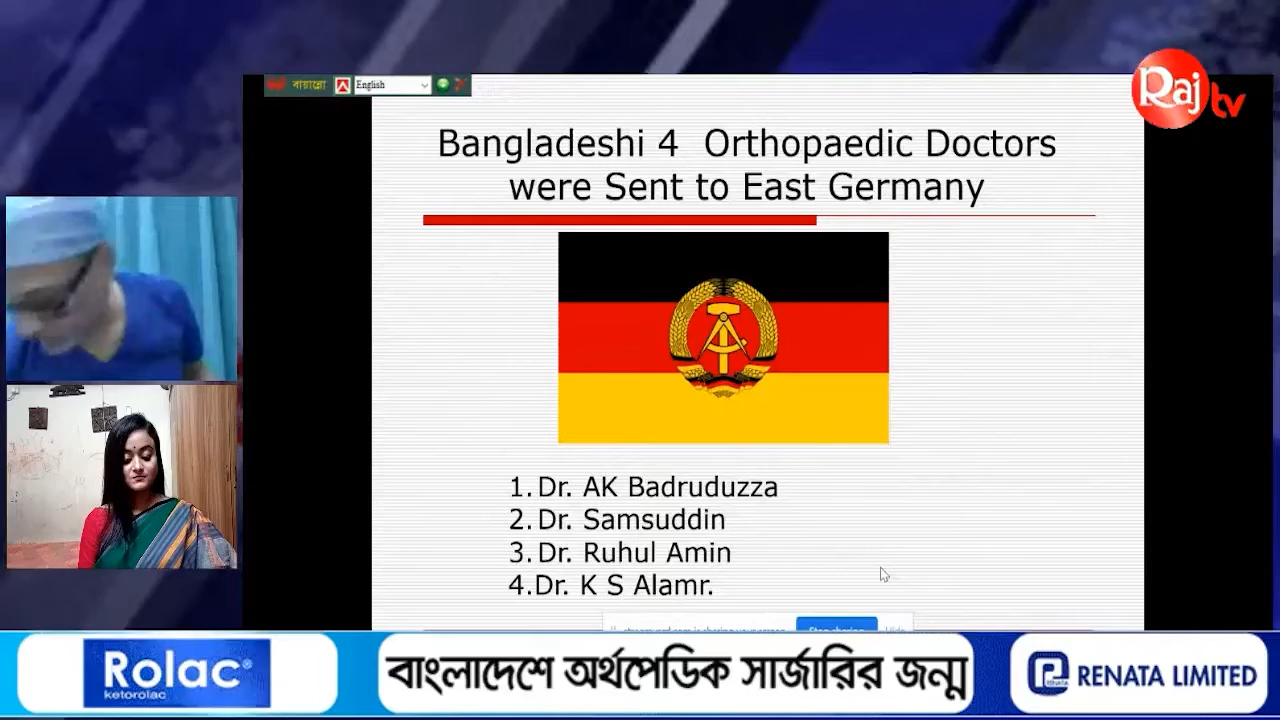 বায়ান্নো
English
Raj tv
Bangladeshi 4 Orthopaedic Doctors
were Sent to East Germany
1. Dr. AK Badruduzza
2. Dr. Samsuddin
3. Dr. Ruhul Amin
4.Dr. K S Alamr.
Rolac®
ketorolac
বাংলাদেশে অর্থপেডিক সার্জারির জন্ম
RENATA
RENATA LIMITED